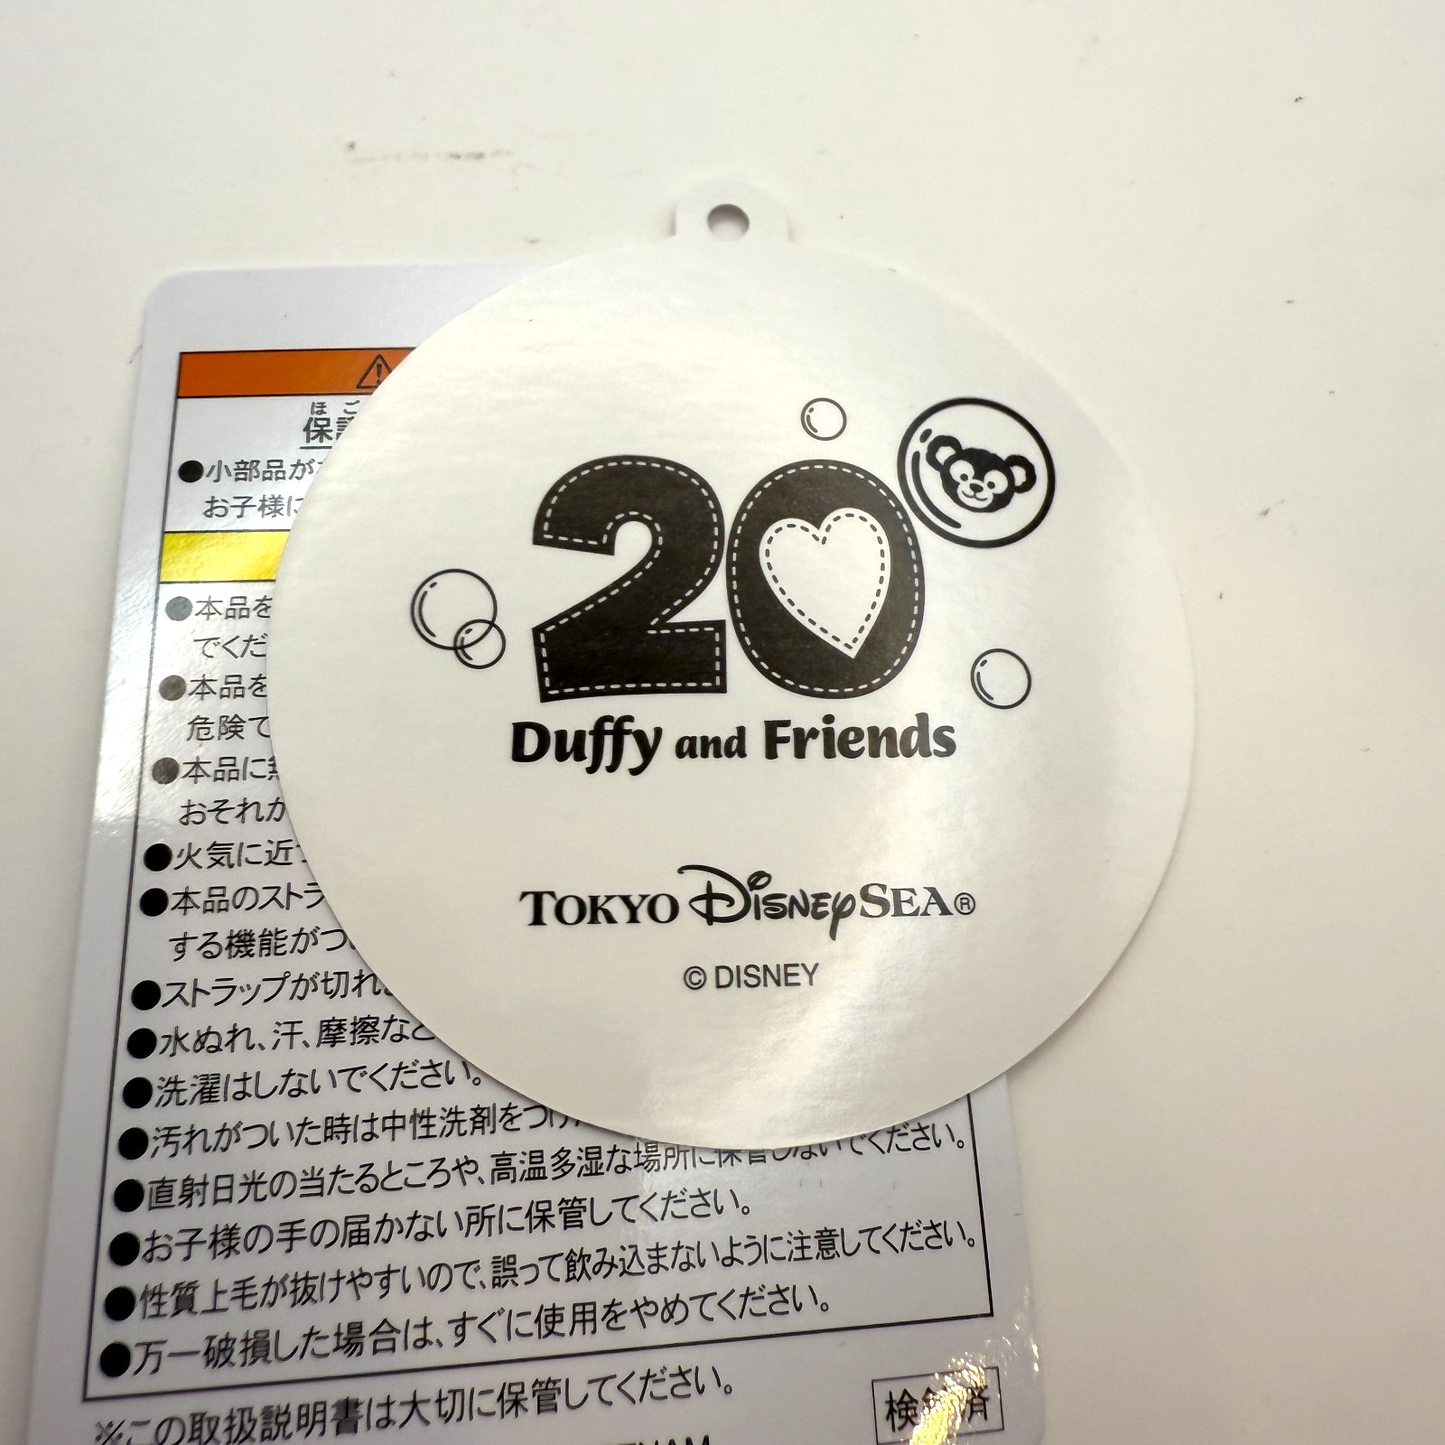 ほご
保
●小部品が
お子様に
●本品を
でくだ
●本品を
危険で
●本品に
おそれが
●火気に近
●本品のストラ
する機能がつ
●ストラップが切れ
●水ぬれ、汗、摩擦など
●洗濯はしないでください。
●汚れがついた時は中性洗剤をつけ
●直射日光の当たるところや、高温多湿な場所に保管しないでください。
●お子様の手の届かない所に保管してください。
●性質上毛が抜けやすいので、誤って飲み込まないように注意してください。
●万一破損した場合は、すぐに使用をやめてください。
※この取扱説明書は大切に保管してください。
20
Duffy and Friends
TOKYO DISNEY SEA®
© DISNEY